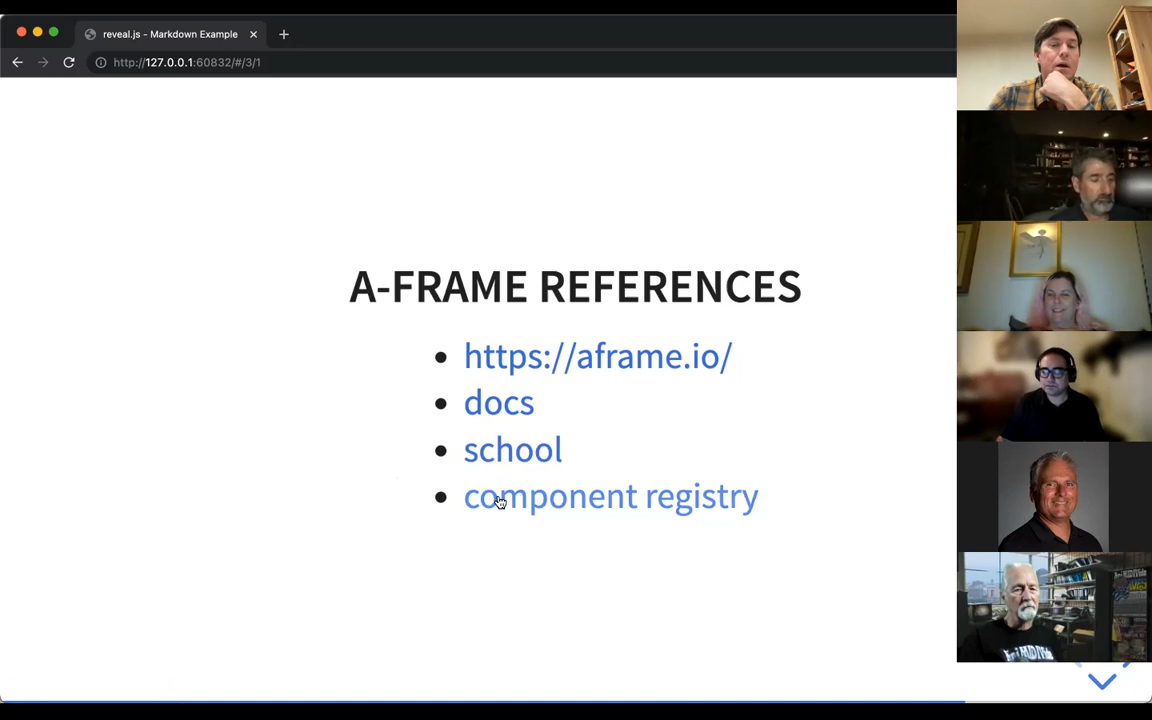 reveal.js - Markdown Example
http://127.0.0.1:60832/#/3/1
A-FRAME REFERENCES
https://aframe.io/
docs
school
component registry